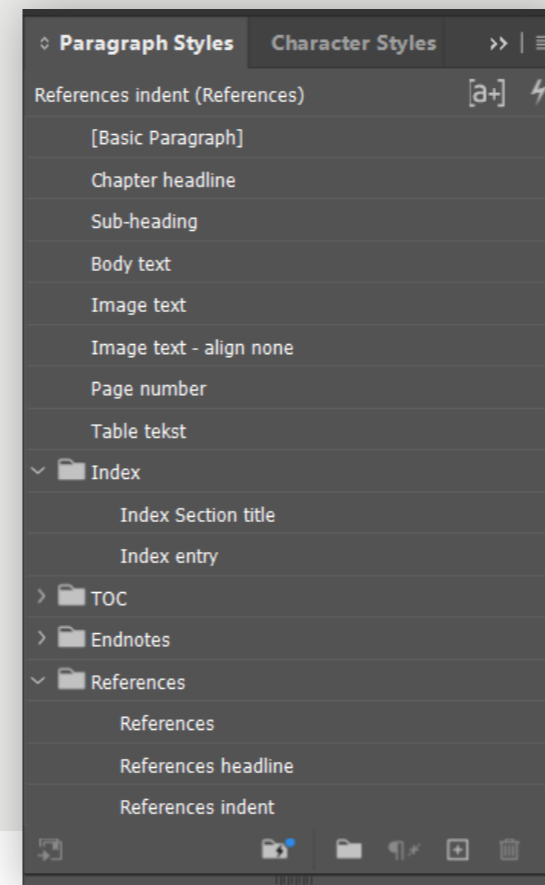 Paragraph Styles Character Styles
References indent (References) [a+]
[Basic Paragraph]
Chapter headline
Sub-heading
Body text
Image text
Image text - align none
Page number
Table tekst
Index
Index Section title
Index entry
TOC
Endnotes
References
References
References headline
References indent